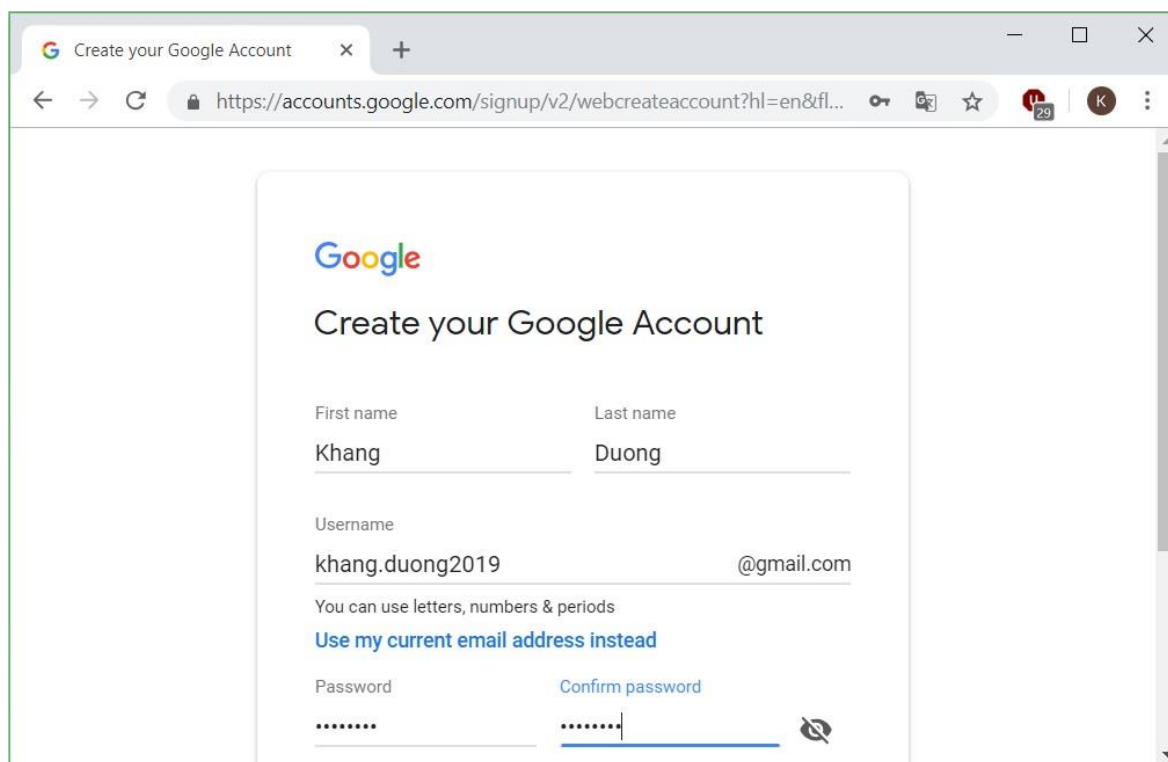 Create your Google Account
https://accounts.google.com/signup/v2/webcreateaccount?hl=en&fl...
29
K
Google
Create your Google Account
First name Last name
Khang Duong
Username
khang.duong2019 @gmail.com
You can use letters, numbers & periods
Use my current email address instead
Password Confirm password
•••••••• ••••••••